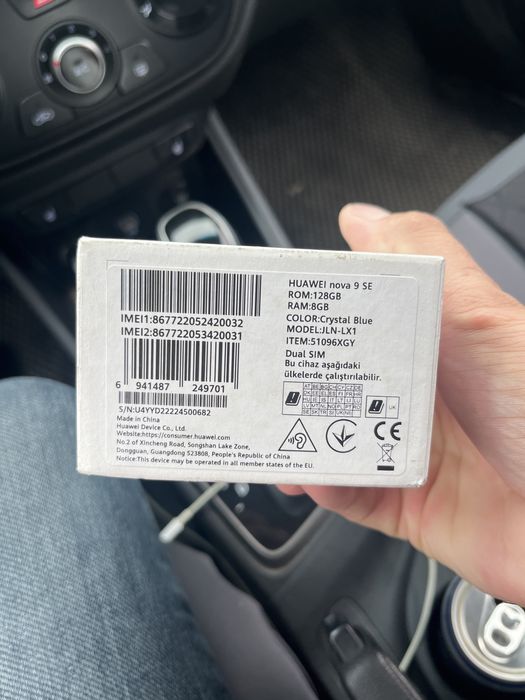 IMEI1:867722052420032
IMEI2:867722053420031
6 941487 249701
S/N:U4YYD22224500682
Made in China
Huawei Device Co., Ltd.
Website:https://consumer.huawei.com
No.2 of Xincheng Road, Songshan Lake Zone,
Dongguan, Guangdong 523808, People's Republic of China
Notice:This device may be operated in all member states of the EU.
HUAWEI nova 9 SE
ROM:128GB
RAM:8GB
COLOR:Crystal Blue
MODEL:JLN-LX1
ITEM:51096XGY
Dual SIM
Bu cihaz aşağıdaki
ülkelerde çalıştırılabilir.
UK
CE